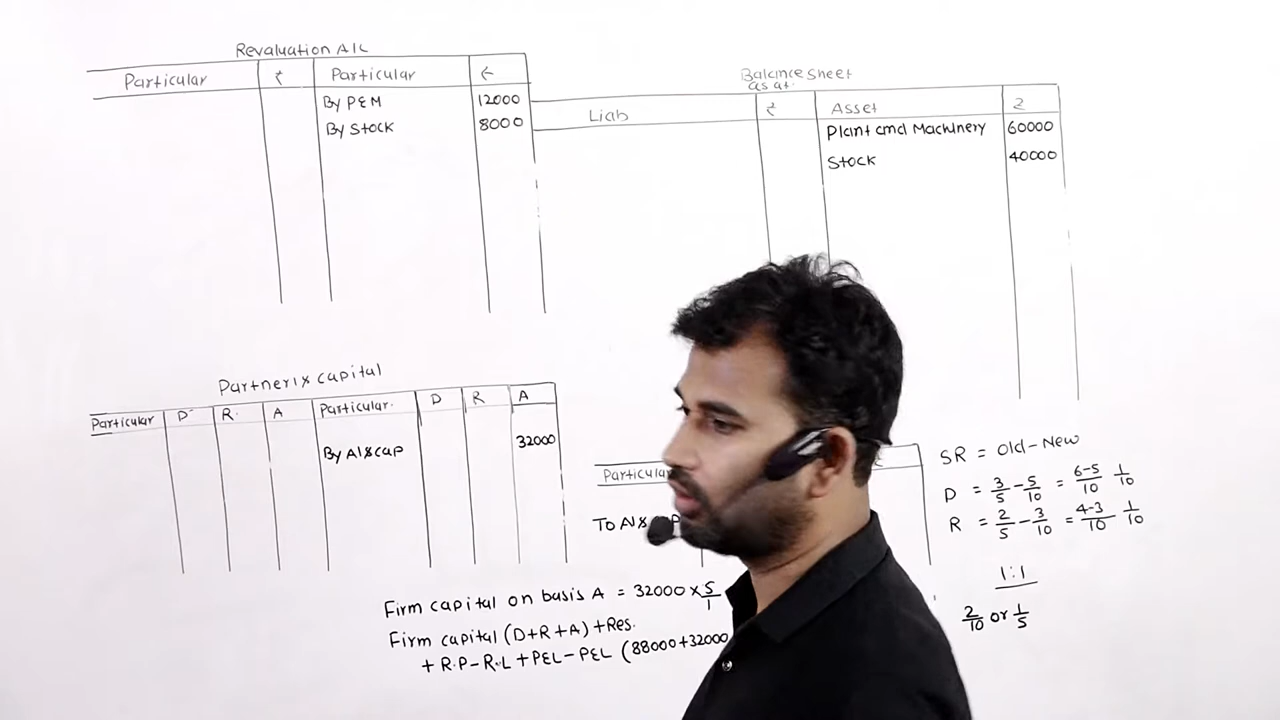 Revaluation A/c
Particular ₹ Particular ₹
By P&M 12000
By Stock 8000
Balance Sheet
as at
Liab ₹ Asset ₹
Plant and Machinery 60000
Stock 40000
Partner's capital
Particular D R A Particular D R A
By A's cap 32000
Particular
To A's
SR = Old-New
D = 3/5 - 5/10 = 6-5/10 1/10
R = 2/5 - 3/10 = 4-3/10 1/10
1:1
2/10 or 1/5
Firm capital on basis A = 32000 x 5/1
Firm capital (D+R+A) + Res.
+ R.P - R.L + P&L - P&L (88000+32000